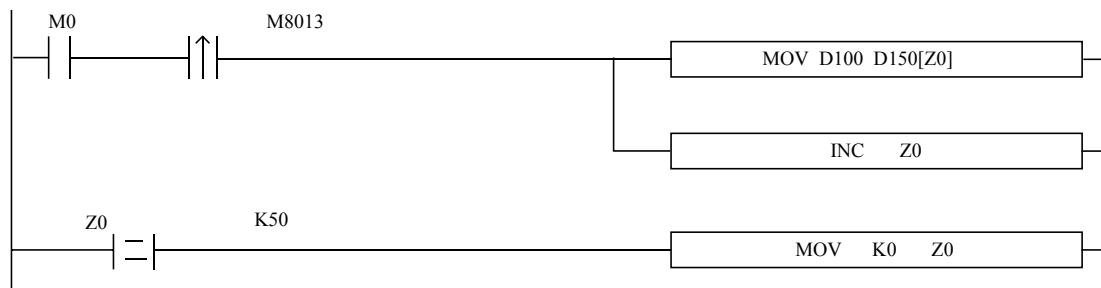 M0 M8013
MOV D100 D150[Z0]
INC Z0
Z0 K50
MOV K0 Z0